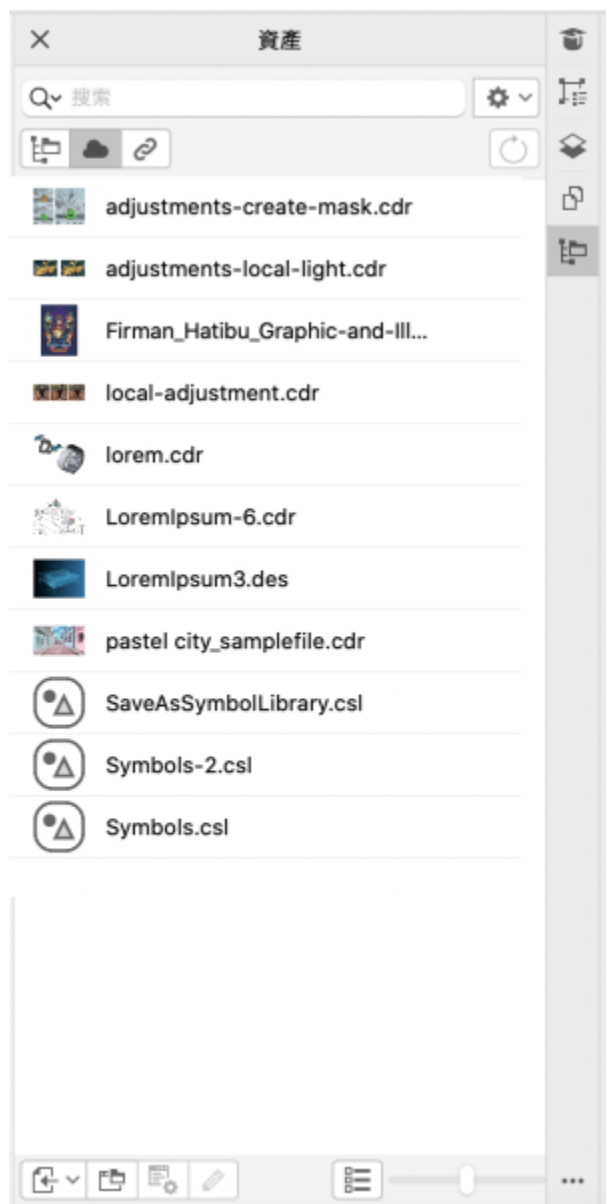 資產
搜索
adjustments-create-mask.cdr
adjustments-local-light.cdr
Firman_Hatibu_Graphic-and-Ill...
local-adjustment.cdr
lorem.cdr
LoremIpsum-6.cdr
LoremIpsum3.des
pastel city_samplefile.cdr
SaveAsSymbolLibrary.csl
Symbols-2.csl
Symbols.csl